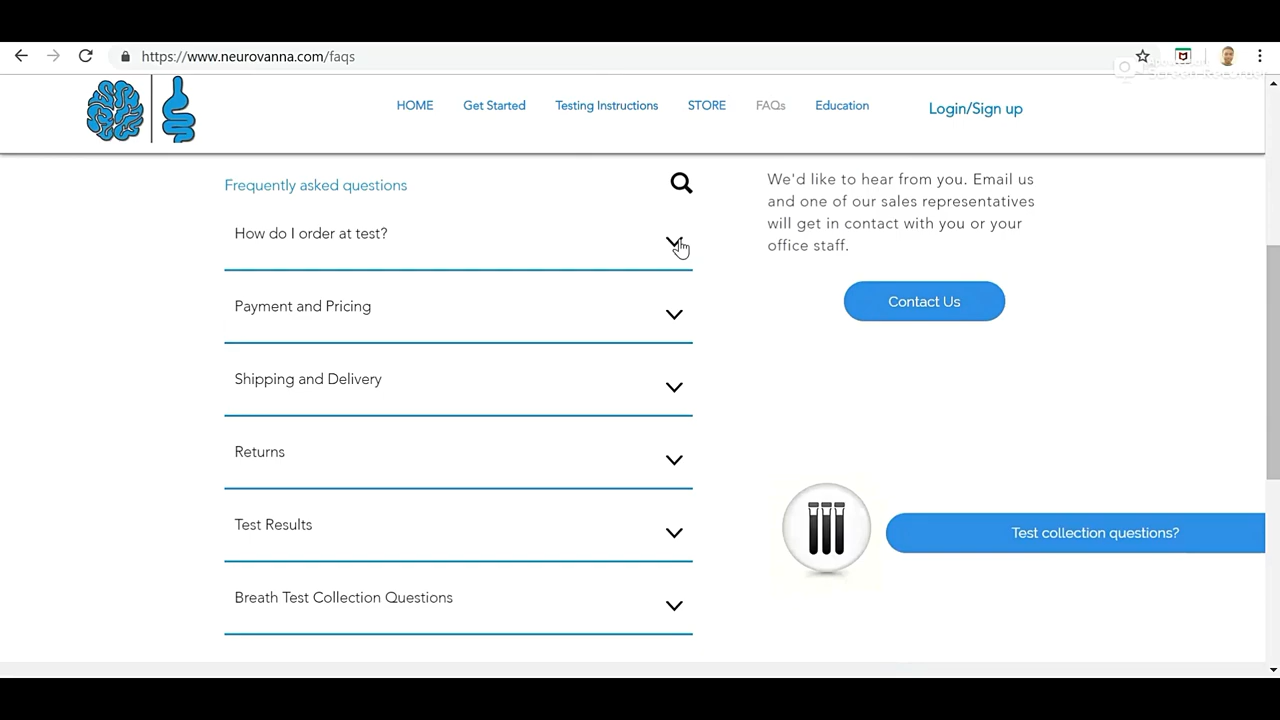 https://www.neurovanna.com/faqs
HOME
Get Started
Testing Instructions
STORE
FAQs
Education
Login/Sign up
Frequently asked questions
How do I order at test?
Payment and Pricing
Shipping and Delivery
Returns
Test Results
Breath Test Collection Questions
We'd like to hear from you. Email us
and one of our sales representatives
will get in contact with you or your
office staff.
Contact Us
Test collection questions?